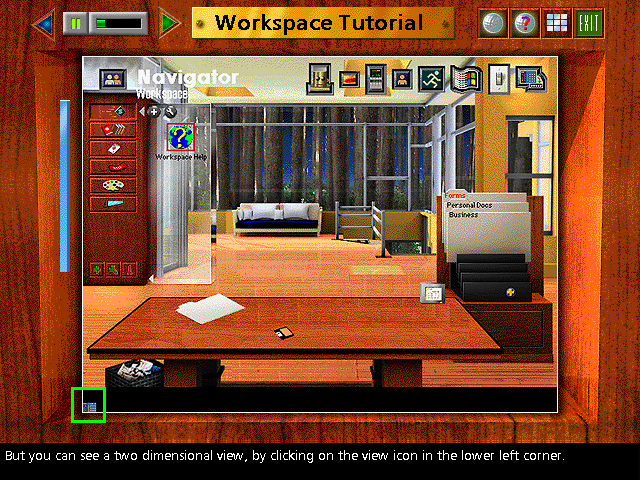 Workspace Tutorial
EXIT
Navigator
Workspace
Workspace Help
Forms
Personal Docs
Business
But you can see a two dimensional view, by clicking on the view icon in the lower left corner.